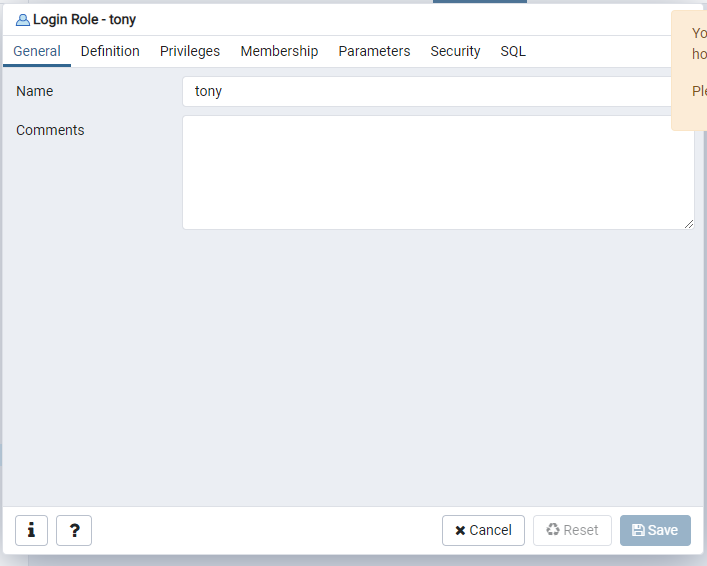 Login Role - tony
General Definition Privileges Membership Parameters Security SQL
Name tony
Comments
i ? Cancel Reset Save